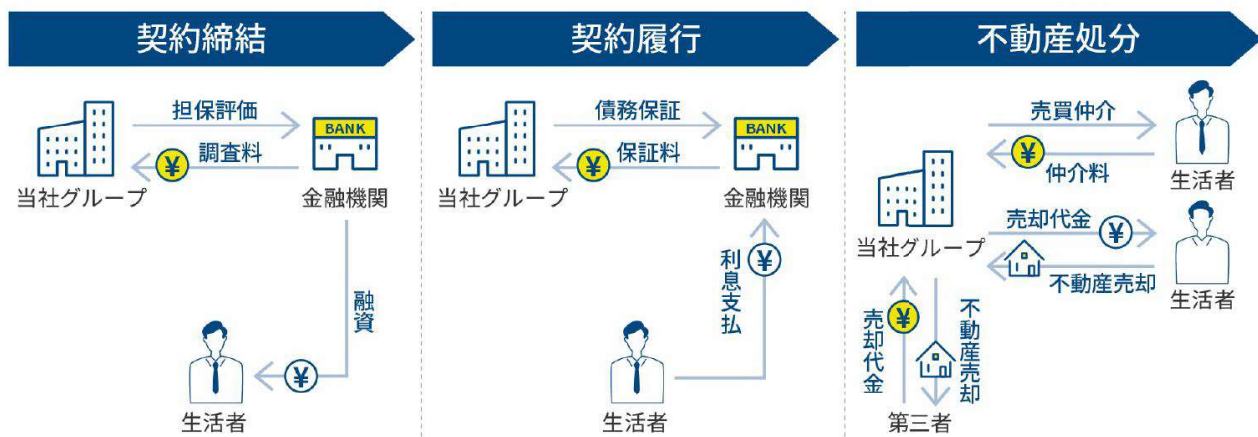 契約締結
担保評価
BANK
¥
調査料
当社グループ
金融機関
融資
¥
生活者
契約履行
債務保証
BANK
¥
保証料
当社グループ
金融機関
利息支払
¥
生活者
不動産処分
売買仲介
¥
仲介料
生活者
当社グループ
売却代金
¥
不動産売却
生活者
売却代金
¥
不動産売却
第三者